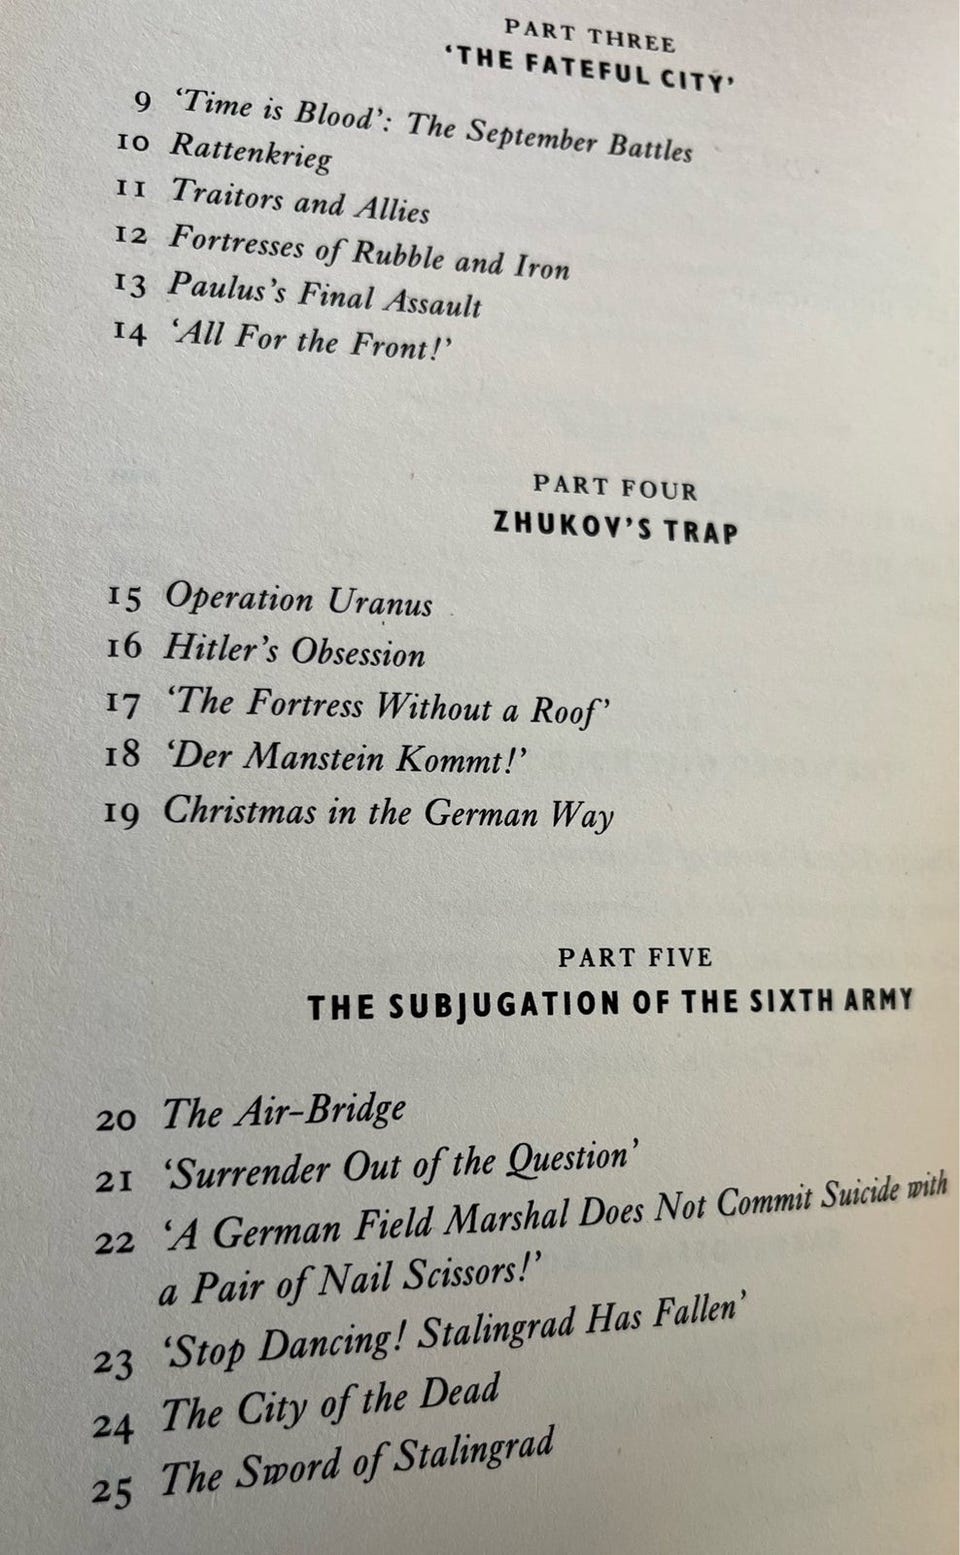 PART THREE
‘THE FATEFUL CITY’
9 ‘Time is Blood’: The September Battles
10 Rattenkrieg
11 Traitors and Allies
12 Fortresses of Rubble and Iron
13 Paulus’s Final Assault
14 ‘All For the Front!’
PART FOUR
ZHUKOV’S TRAP
15 Operation Uranus
16 Hitler’s Obsession
17 ‘The Fortress Without a Roof’
18 ‘Der Manstein Kommt!’
19 Christmas in the German Way
PART FIVE
THE SUBJUGATION OF THE SIXTH ARMY
20 The Air-Bridge
21 ‘Surrender Out of the Question’
22 ‘A German Field Marshal Does Not Commit Suicide with
a Pair of Nail Scissors!’
23 ‘Stop Dancing! Stalingrad Has Fallen’
24 The City of the Dead
25 The Sword of Stalingrad